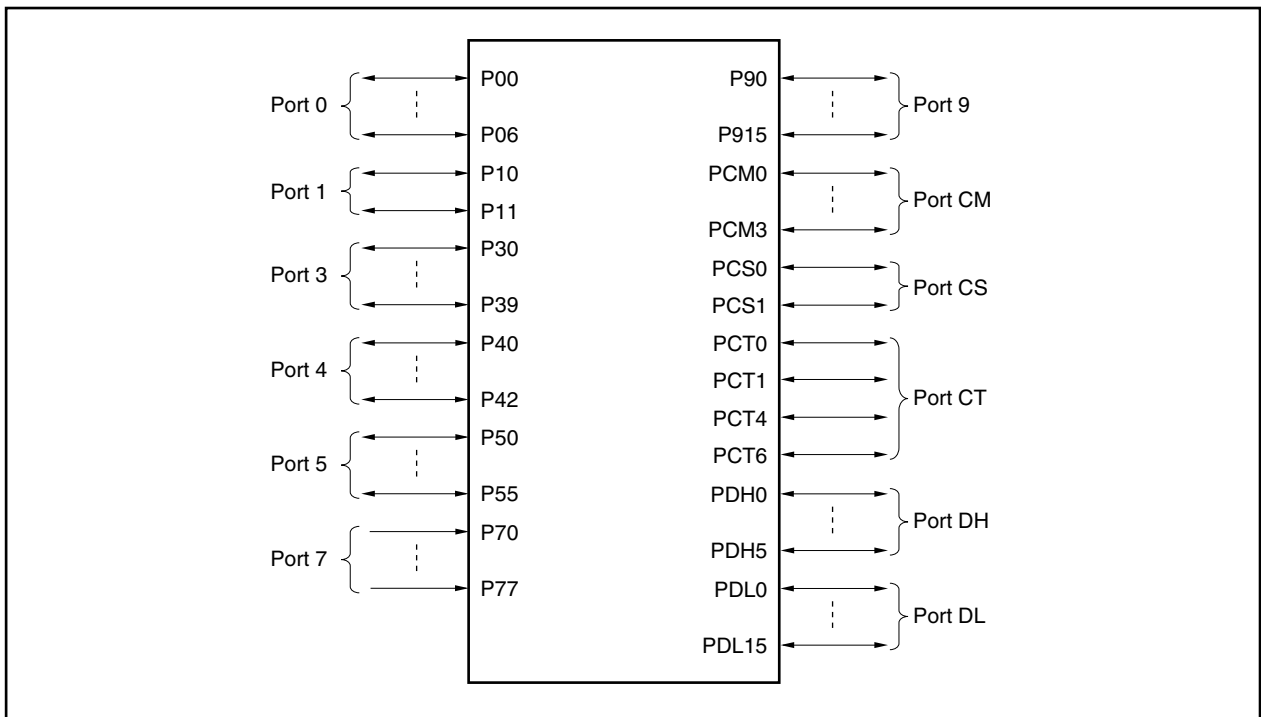 Port 0
P00
P06
Port 1
P10
P11
Port 3
P30
P39
Port 4
P40
P42
Port 5
P50
P55
Port 7
P70
P77
P90
P915
Port 9
PCM0
PCM3
Port CM
PCS0
PCS1
Port CS
PCT0
PCT1
PCT4
PCT6
Port CT
PDH0
PDH5
Port DH
PDL0
PDL15
Port DL